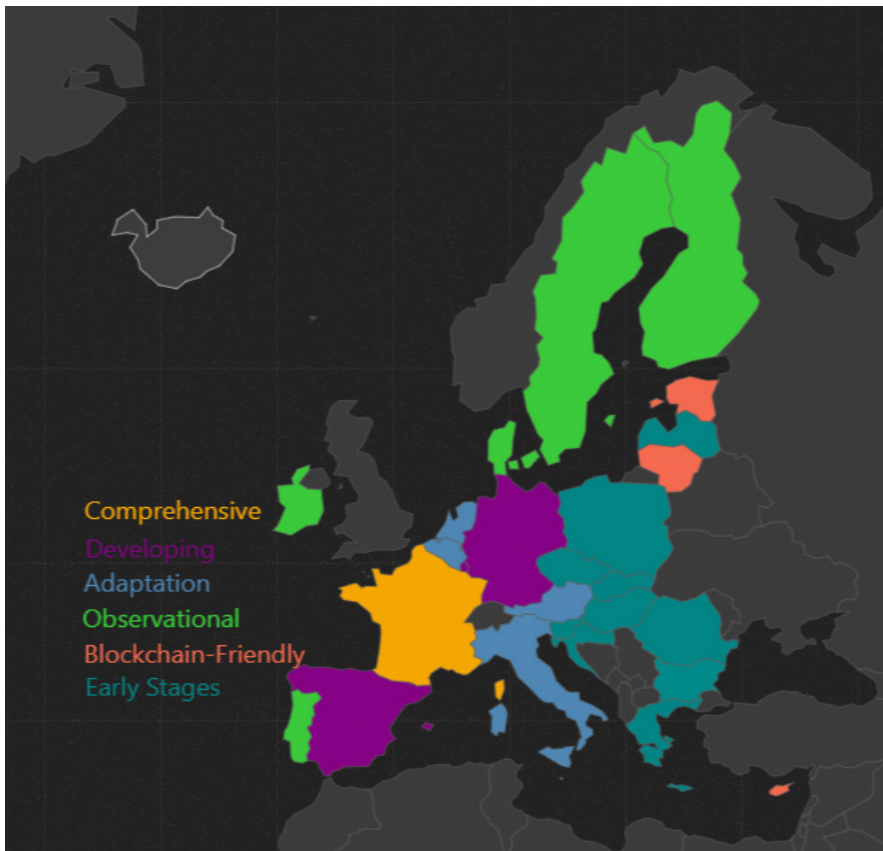 Comprehensive
Developing
Adaptation
Observational
Blockchain-Friendly
Early Stages